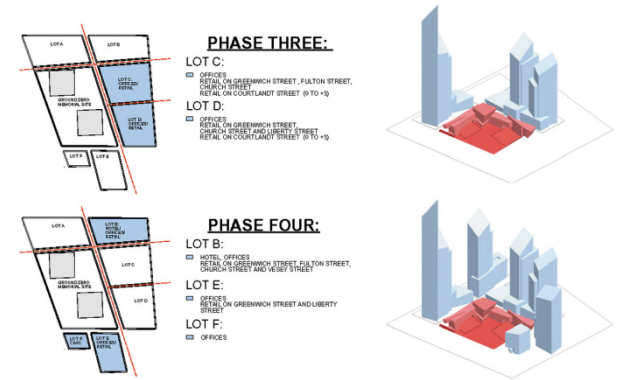 LOT A
LOT B
LOT C:
OFFICES/
RETAIL
GROUND ZERO
MEMORIAL SITE
LOT D:
OFFICES/
RETAIL
LOT F
LOT E
PHASE THREE:
LOT C:
OFFICES
RETAIL ON GREENWICH STREET, FULTON STREET,
CHURCH STREET
RETAIL ON COURTLANDT STREET (0 TO +5)
LOT D:
OFFICES
RETAIL ON GREENWICH STREET,
CHURCH STREET AND LIBERTY STREET
RETAIL ON COURTLANDT STREET (0 TO +5)
LOT A
LOT B:
HOTEL/
OFFICES/
RETAIL
LOT C
GROUND ZERO
MEMORIAL SITE
LOT D
LOT F:
LOT E:
OFFICES/
RETAIL
PHASE FOUR:
LOT B:
HOTEL, OFFICES
RETAIL ON GREENWICH STREET, FULTON STREET,
CHURCH STREET AND VESEY STREET
LOT E:
OFFICES
RETAIL ON GREENWICH STREET AND LIBERTY
STREET
LOT F:
OFFICES